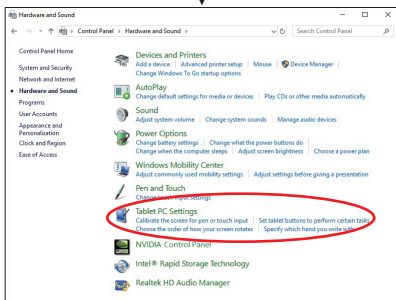 Hardware and Sound
Control Panel > Hardware and Sound >
Search Control Panel
Control Panel Home
System and Security
Network and Internet
Hardware and Sound
Programs
User Accounts
Appearance and
Personalization
Clock and Region
Ease of Access
Devices and Printers
Add a device | Advanced printer setup | Mouse | Device Manager |
Change Windows To Go startup options
AutoPlay
Change default settings for media or devices | Play CDs or other media automatically
Sound
Adjust system volume | Change system sounds | Manage audio devices
Power Options
Change battery settings | Change what the power buttons do |
Change when the computer sleeps | Adjust screen brightness | Choose a power plan
Windows Mobility Center
Adjust commonly used mobility settings | Adjust settings before giving a presentation
Pen and Touch
Change touch input settings
Tablet PC Settings
Calibrate the screen for pen or touch input | Set tablet buttons to perform certain tasks
Choose the order of how your screen rotates | Specify which hand you write with
NVIDIA Control Panel
Intel® Rapid Storage Technology
Realtek HD Audio Manager